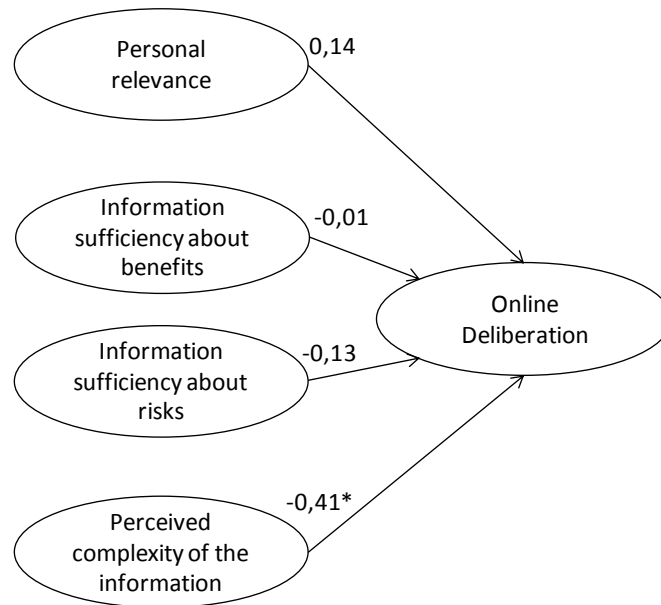 Personal
relevance
0,14
Information
sufficiency about
benefits
-0,01
Online
Deliberation
Information
sufficiency about
risks
-0,13
Perceived
complexity of the
information
-0,41*